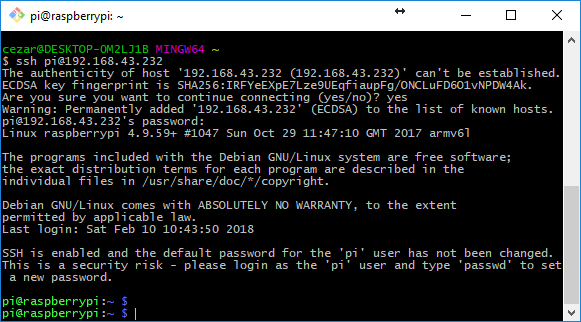 pi@raspberrypi: ~
cezar@DESKTOP-OM2LJ1B MINGW64 ~
$ ssh pi@192.168.43.232
The authenticity of host '192.168.43.232 (192.168.43.232)' can't be established.
ECDSA key fingerprint is SHA256:IRFYeEXpE7Lze9UEqfiaupFg/ONCLuFD6O1vNPDW4Ak.
Are you sure you want to continue connecting (yes/no)? yes
Warning: Permanently added '192.168.43.232' (ECDSA) to the list of known hosts.
pi@192.168.43.232's password:
Linux raspberrypi 4.9.59+ #1047 Sun Oct 29 11:47:10 GMT 2017 armv6l
The programs included with the Debian GNU/Linux system are free software;
the exact distribution terms for each program are described in the
individual files in /usr/share/doc/*/copyright.
Debian GNU/Linux comes with ABSOLUTELY NO WARRANTY, to the extent
permitted by applicable law.
Last login: Sat Feb 10 10:43:50 2018
SSH is enabled and the default password for the 'pi' user has not been changed.
This is a security risk - please login as the 'pi' user and type 'passwd' to set
 a new password.
pi@raspberrypi:~ $
pi@raspberrypi:~ $